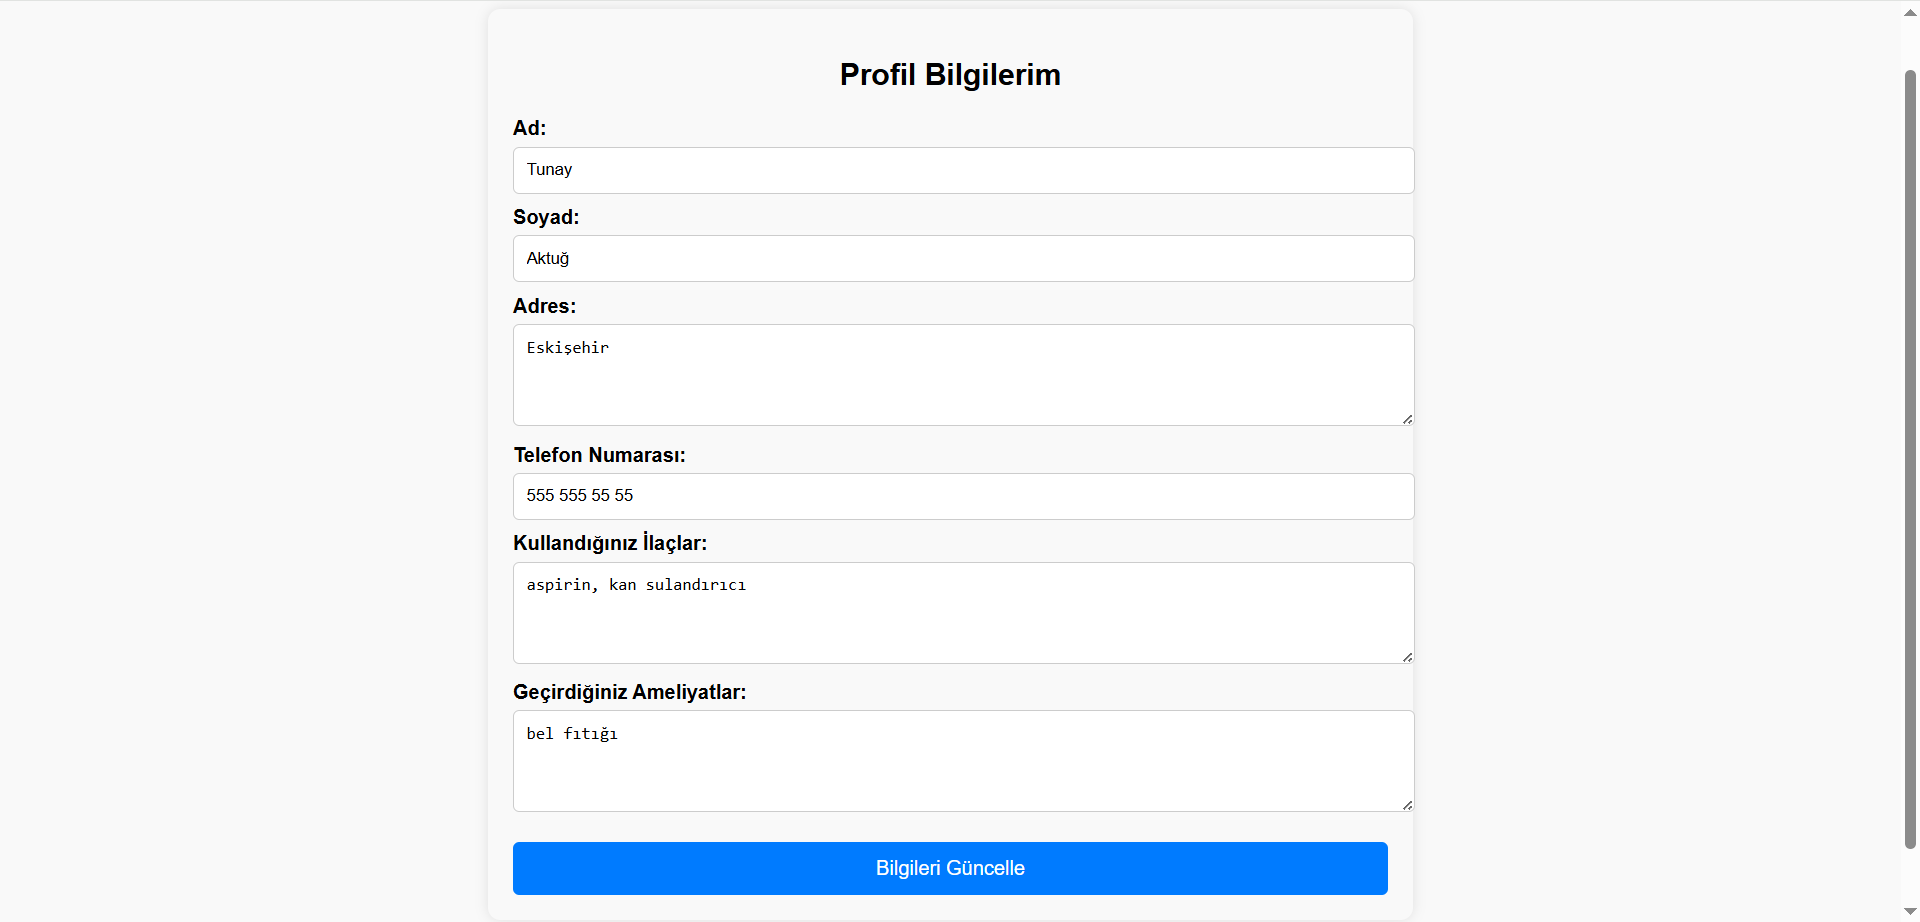 Profil Bilgilerim
Ad:
Tunay
Soyad:
Aktuğ
Adres:
Eskişehir
Telefon Numarası:
555 555 55 55
Kullandığınız İlaçlar:
aspirin, kan sulandırıcı
Geçirdiğiniz Ameliyatlar:
bel fıtığı
Bilgileri Güncelle